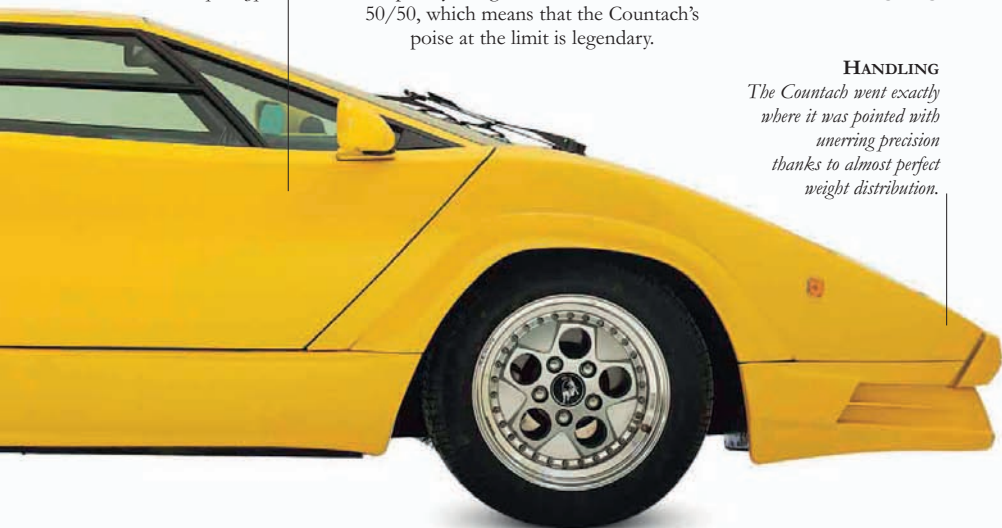 50/50, which means that the Countach’s
poise at the limit is legendary.
HANDLING
The Countach went exactly
where it was pointed with
unerring precision
thanks to almost perfect
weight distribution.